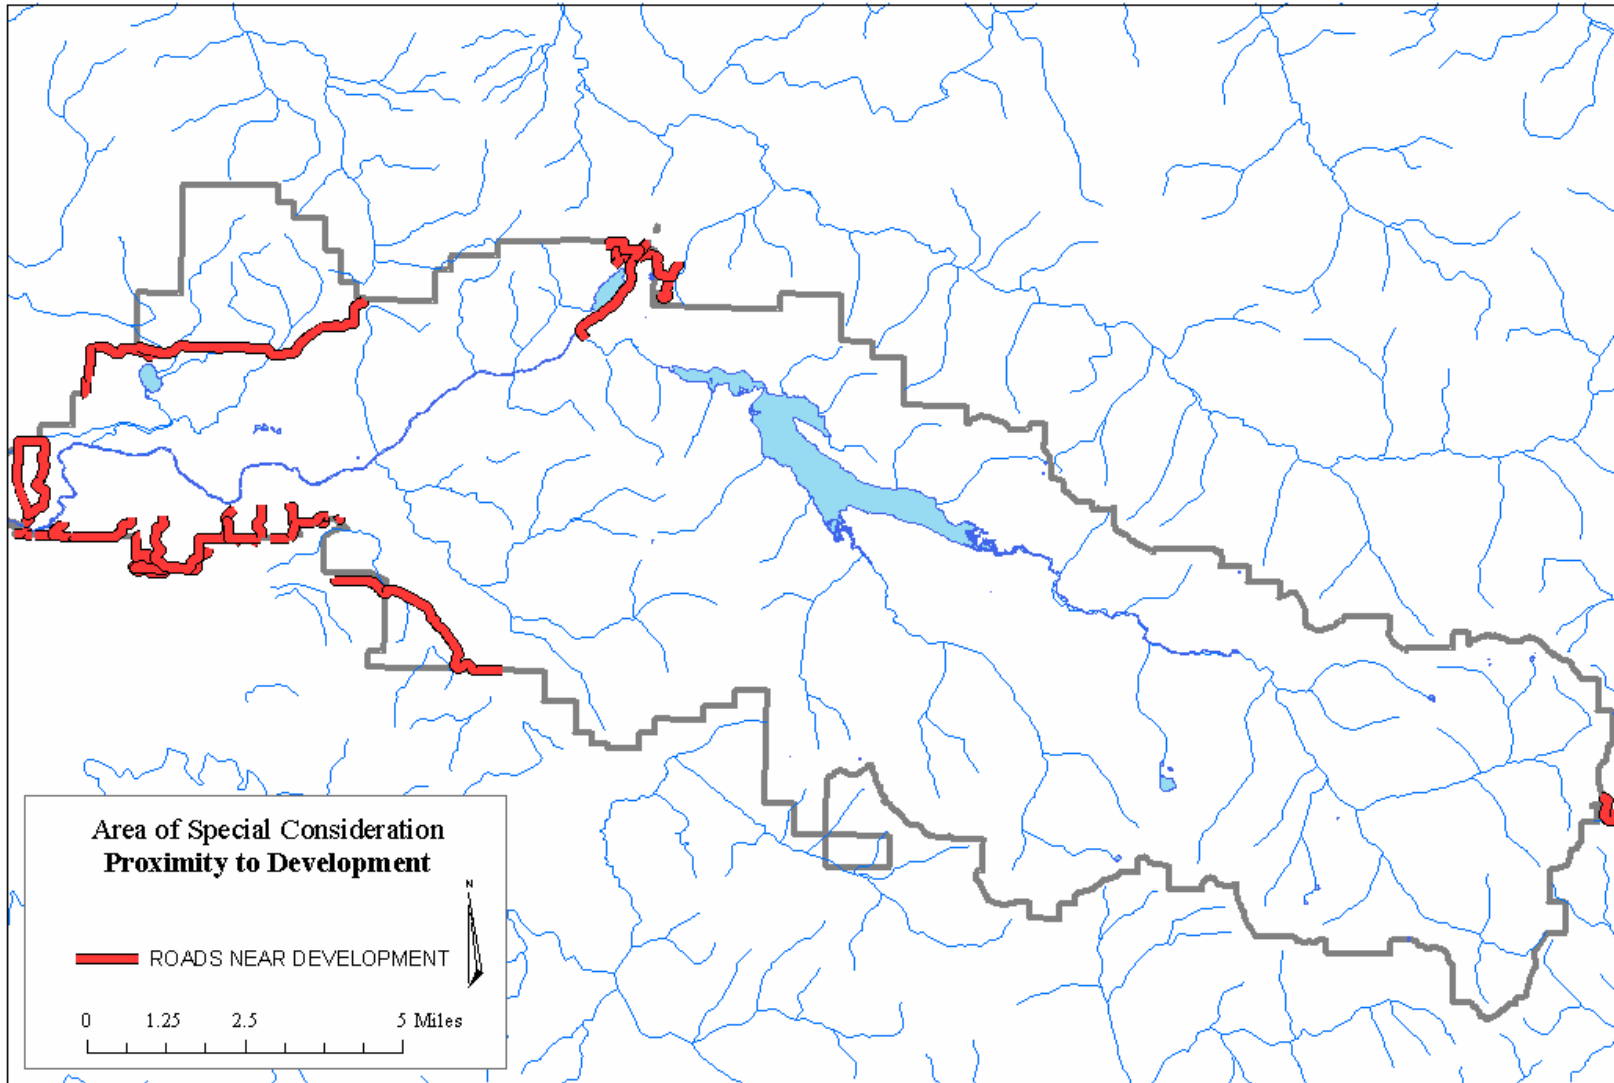 Area of Special Consideration
Proximity to Development
N
ROADS NEAR DEVELOPMENT
0 1.25 2.5 5 Miles